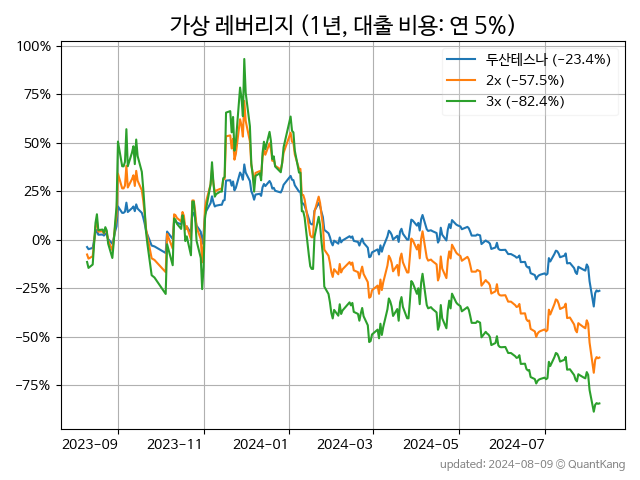 가상 레버리지 (1년, 대출 비용: 연 5%)
두산테스나 (−23.4%)
2x (−57.5%)
3x (−82.4%)
100%
75%
50%
25%
0%
−25%
−50%
−75%
2023-09
2023-11
2024-01
2024-03
2024-05
2024-07
updated: 2024-08-09 © QuantKang